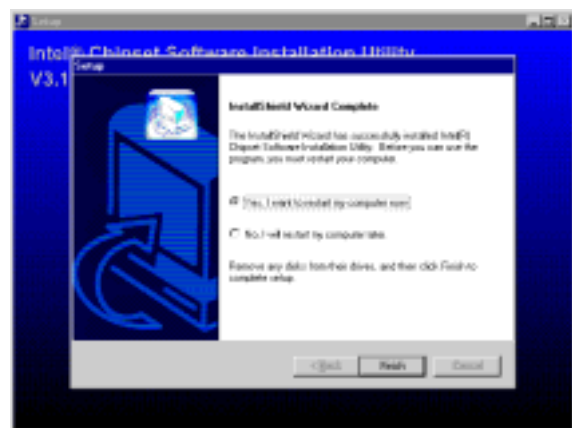 Setup
Intel® Chipset Software Installation Utility
V3.1
Setup
InstallShield Wizard Complete
The InstallShield Wizard has successfully installed Intel(R)
Chipset Software Installation Utility. Before you can use the
program, you must restart your computer.
Yes, I want to restart my computer now.
No, I will restart my computer later.
Remove any disks from their drives, and then click Finish to
complete setup.
< Back
Finish
Cancel